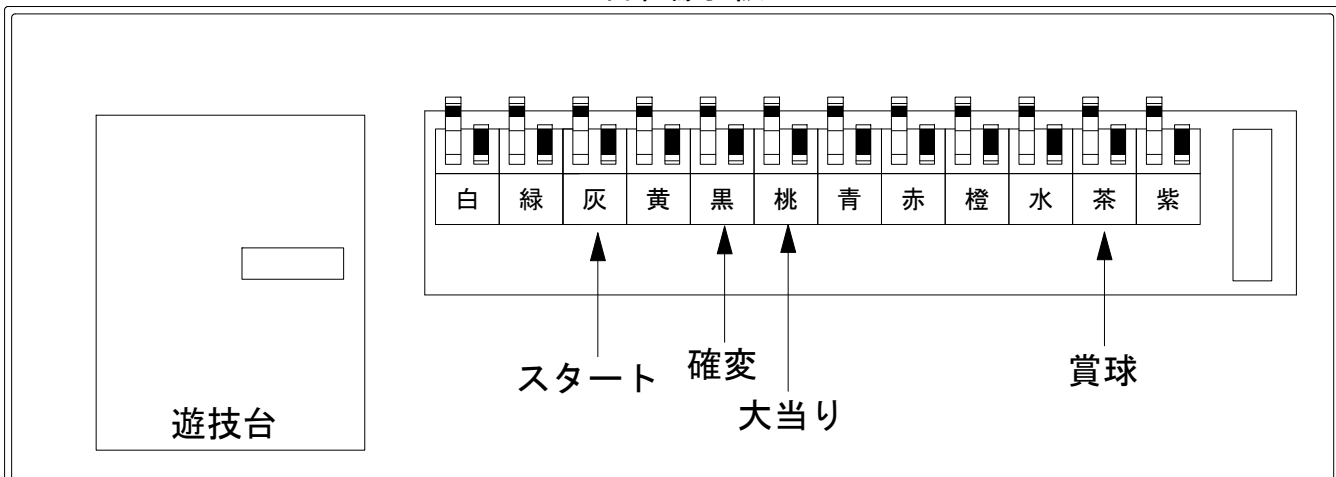 白 緑 灰 黄 黒 桃 青 赤 橙 水 茶 紫
スタート 確変 賞球
大当り
遊技台